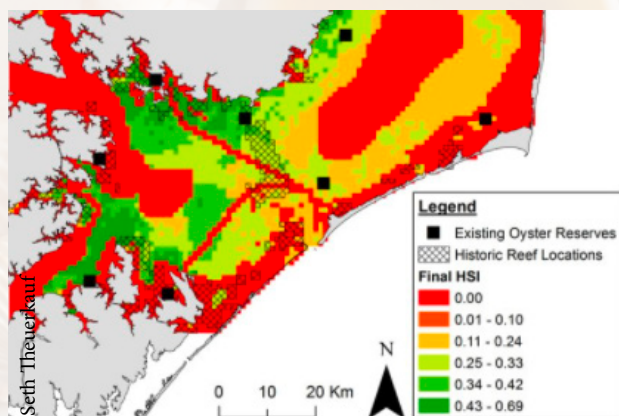 Legend
Existing Oyster Reserves
Historic Reef Locations
Final HSI
0.00
0.01 - 0.10
0.11 - 0.24
0.25 - 0.33
0.34 - 0.42
0.43 - 0.69
N
0 10 20 Km
Seth Theuerkauf